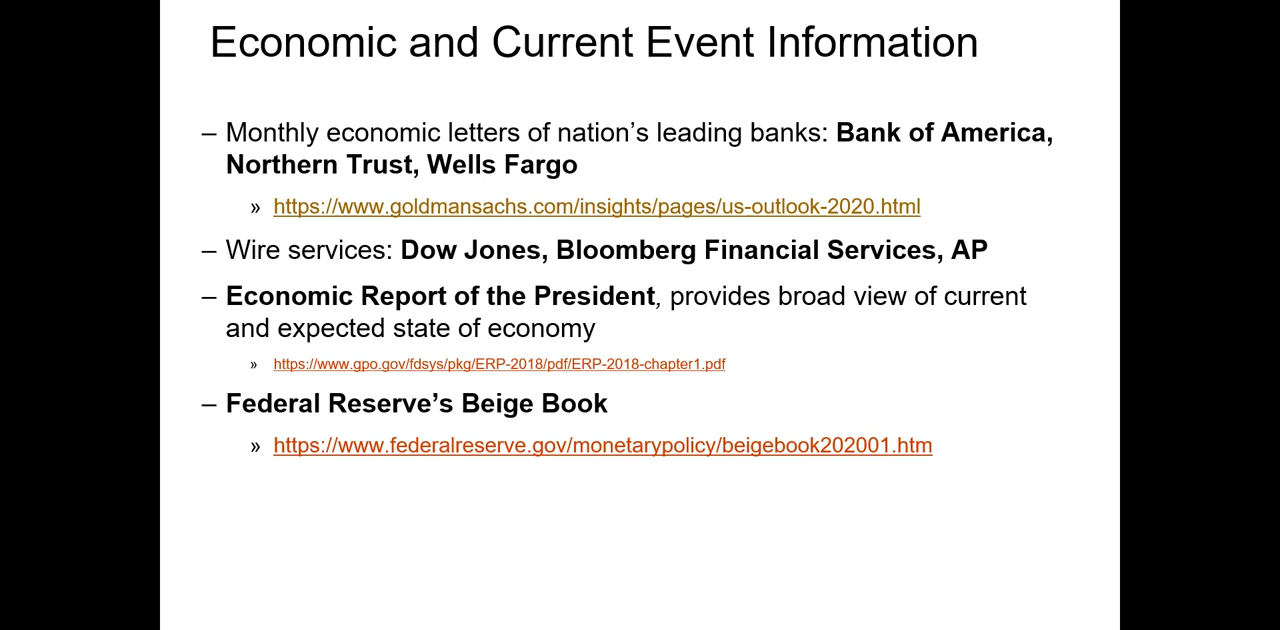 Economic and Current Event Information
– Monthly economic letters of nation’s leading banks: Bank of America,
Northern Trust, Wells Fargo
» https://www.goldmansachs.com/insights/pages/us-outlook-2020.html
– Wire services: Dow Jones, Bloomberg Financial Services, AP
– Economic Report of the President, provides broad view of current
and expected state of economy
» https://www.gpo.gov/fdsys/pkg/ERP-2018/pdf/ERP-2018-chapter1.pdf
– Federal Reserve’s Beige Book
» https://www.federalreserve.gov/monetarypolicy/beigebook202001.htm